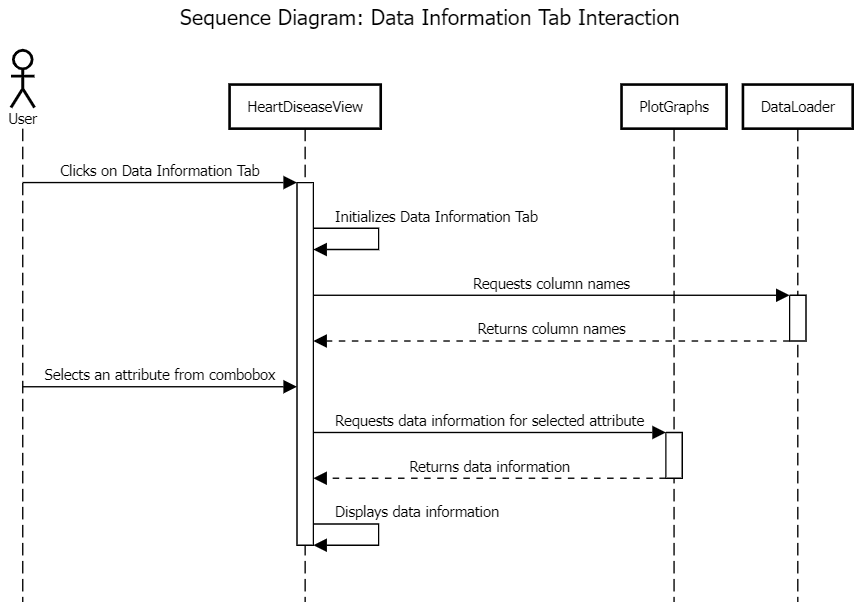 Sequence Diagram: Data Information Tab Interaction
User
HeartDiseaseView
PlotGraphs
DataLoader
Clicks on Data Information Tab
Initializes Data Information Tab
Requests column names
Returns column names
Selects an attribute from combobox
Requests data information for selected attribute
Returns data information
Displays data information